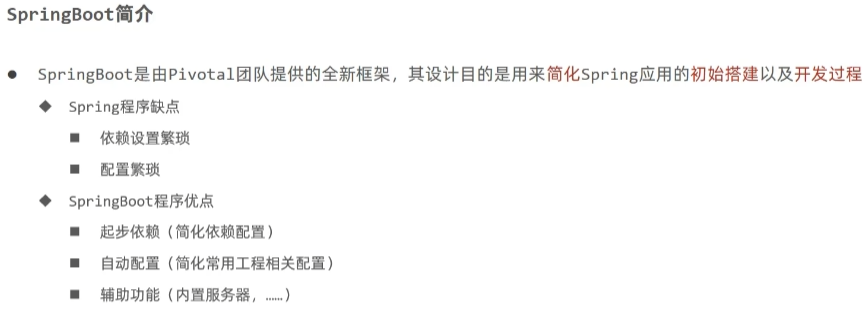 SpringBoot简介
● SpringBoot是由Pivotal团队提供的全新框架，其设计目的是用来简化Spring应用的初始搭建以及开发过程
◆ Spring程序缺点
■ 依赖设置繁琐
■ 配置繁琐
◆ SpringBoot程序优点
■ 起步依赖（简化依赖配置）
■ 自动配置（简化常用工程相关配置）
■ 辅助功能（内置服务器，……）